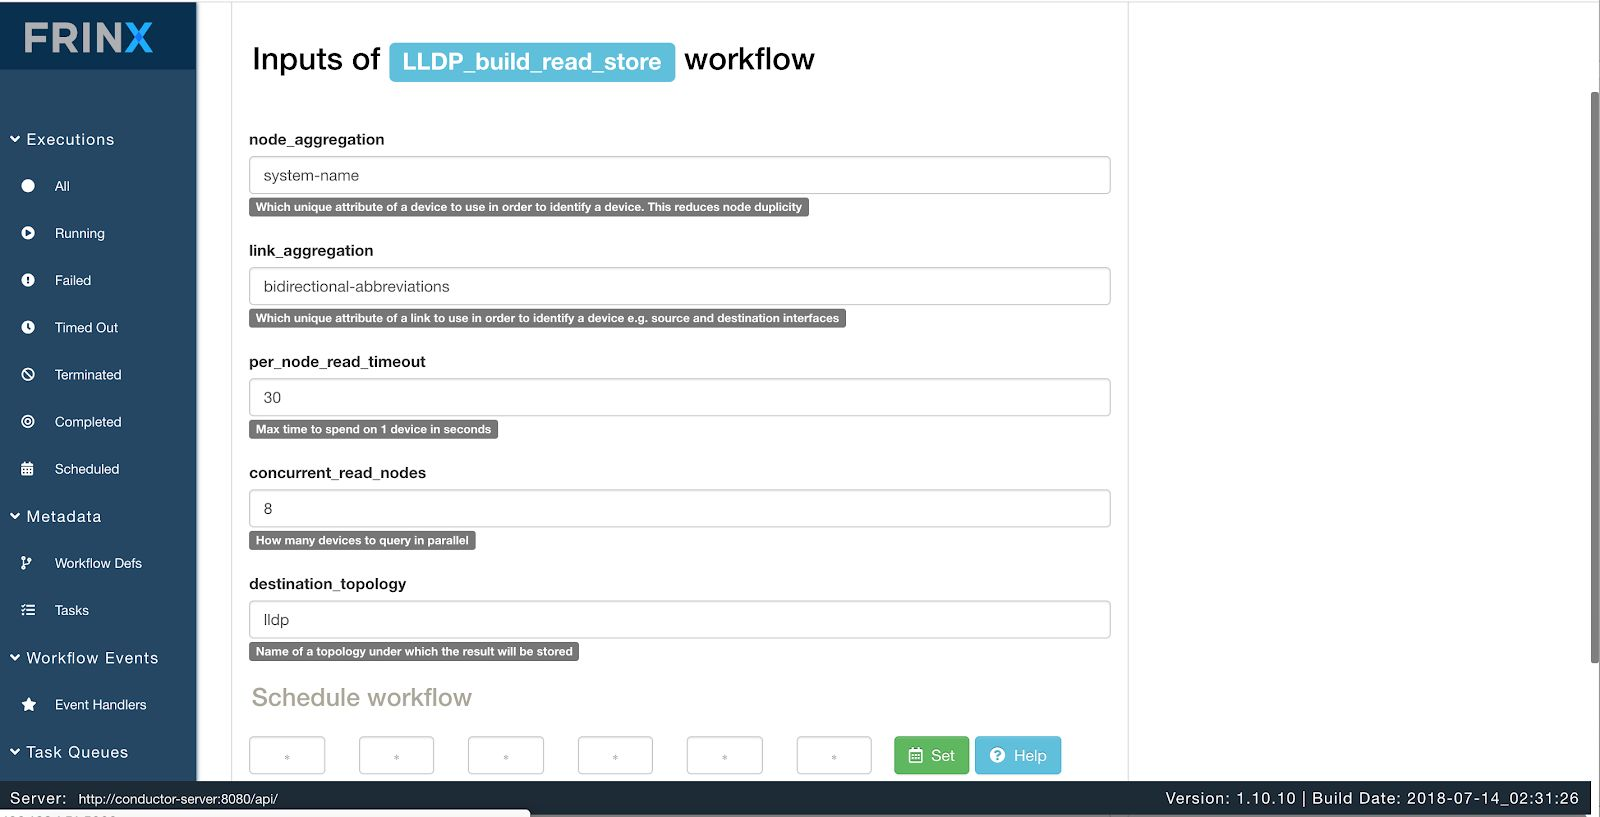 FRINX
Executions
All
Running
Failed
Timed Out
Terminated
Completed
Scheduled
Metadata
Workflow Defs
Tasks
Workflow Events
Event Handlers
Task Queues
Inputs of LLDP_build_read_store workflow
node_aggregation
system-name
Which unique attribute of a device to use in order to identify a device. This reduces node duplicity
link_aggregation
bidirectional-abbreviations
Which unique attribute of a link to use in order to identify a device e.g. source and destination interfaces
per_node_read_timeout
30
Max time to spend on 1 device in seconds
concurrent_read_nodes
8
How many devices to query in parallel
destination_topology
lldp
Name of a topology under which the result will be stored
Schedule workflow
* * * * * * Set Help
Server: http://conductor-server:8080/api/ Version: 1.10.10 | Build Date: 2018-07-14_02:31:26